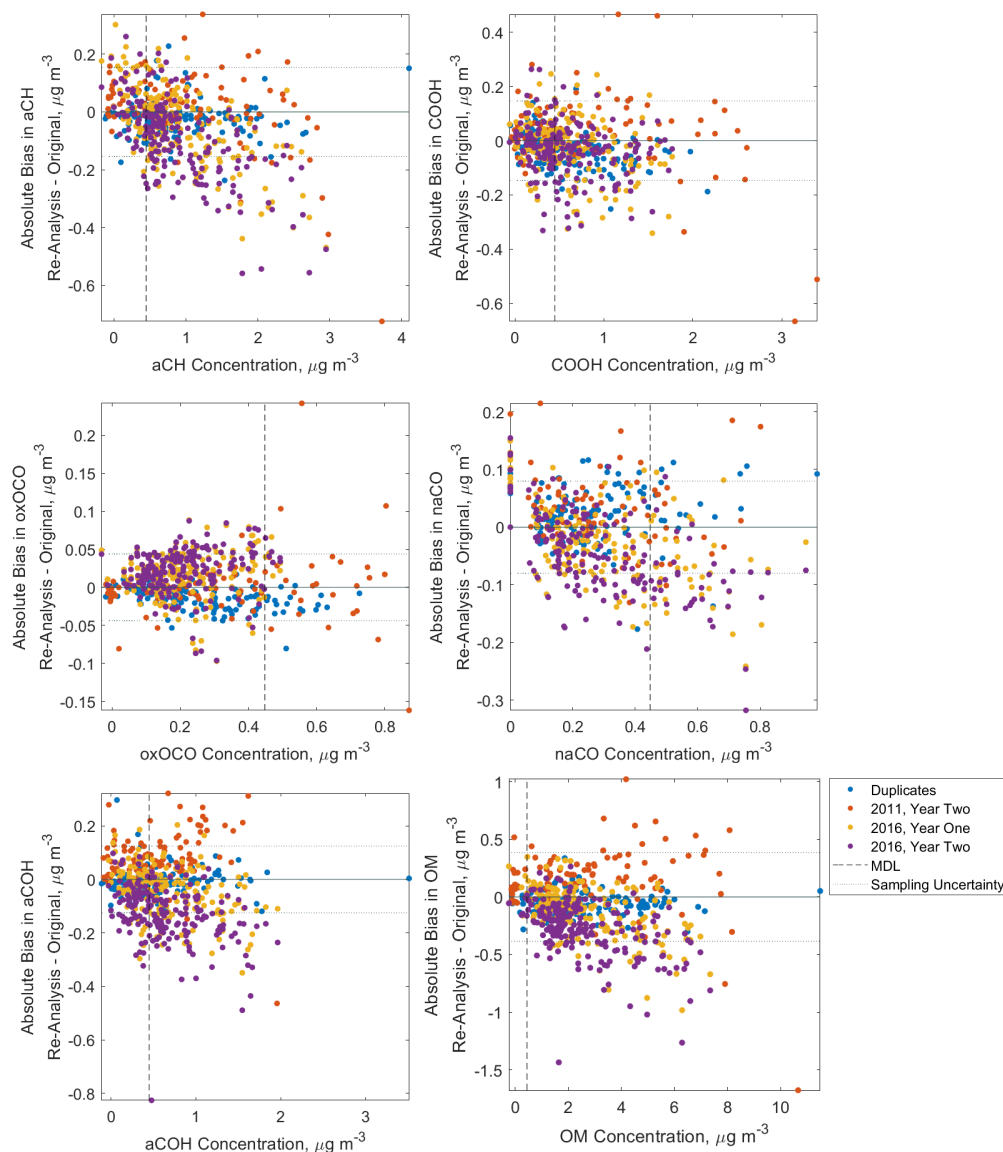 0.2
0
-0.2
-0.4
-0.6
0 1 2 3 4
Absolute Bias in aCH
Re-Analysis - Original, μg m-3
aCH Concentration, μg m-3
0.4
0.2
0
-0.2
-0.4
-0.6
0 1 2 3
Absolute Bias in COOH
Re-Analysis - Original, μg m-3
COOH Concentration, μg m-3
0.2
0.15
0.1
0.05
0
-0.05
-0.1
-0.15
0 0.2 0.4 0.6 0.8
Absolute Bias in oxOCO
Re-Analysis - Original, μg m-3
oxOCO Concentration, μg m-3
0.2
0.1
0
-0.1
-0.2
-0.3
0 0.2 0.4 0.6 0.8
Absolute Bias in naCO
Re-Analysis - Original, μg m-3
naCO Concentration, μg m-3
0.2
0
-0.2
-0.4
-0.6
-0.8
0 1 2 3
Absolute Bias in aCOH
Re-Analysis - Original, μg m-3
aCOH Concentration, μg m-3
1
0.5
0
-0.5
-1
-1.5
0 2 4 6 8 10
Absolute Bias in OM
Re-Analysis - Original, μg m-3
OM Concentration, μg m-3
Duplicates
2011, Year Two
2016, Year One
2016, Year Two
MDL
Sampling Uncertainty